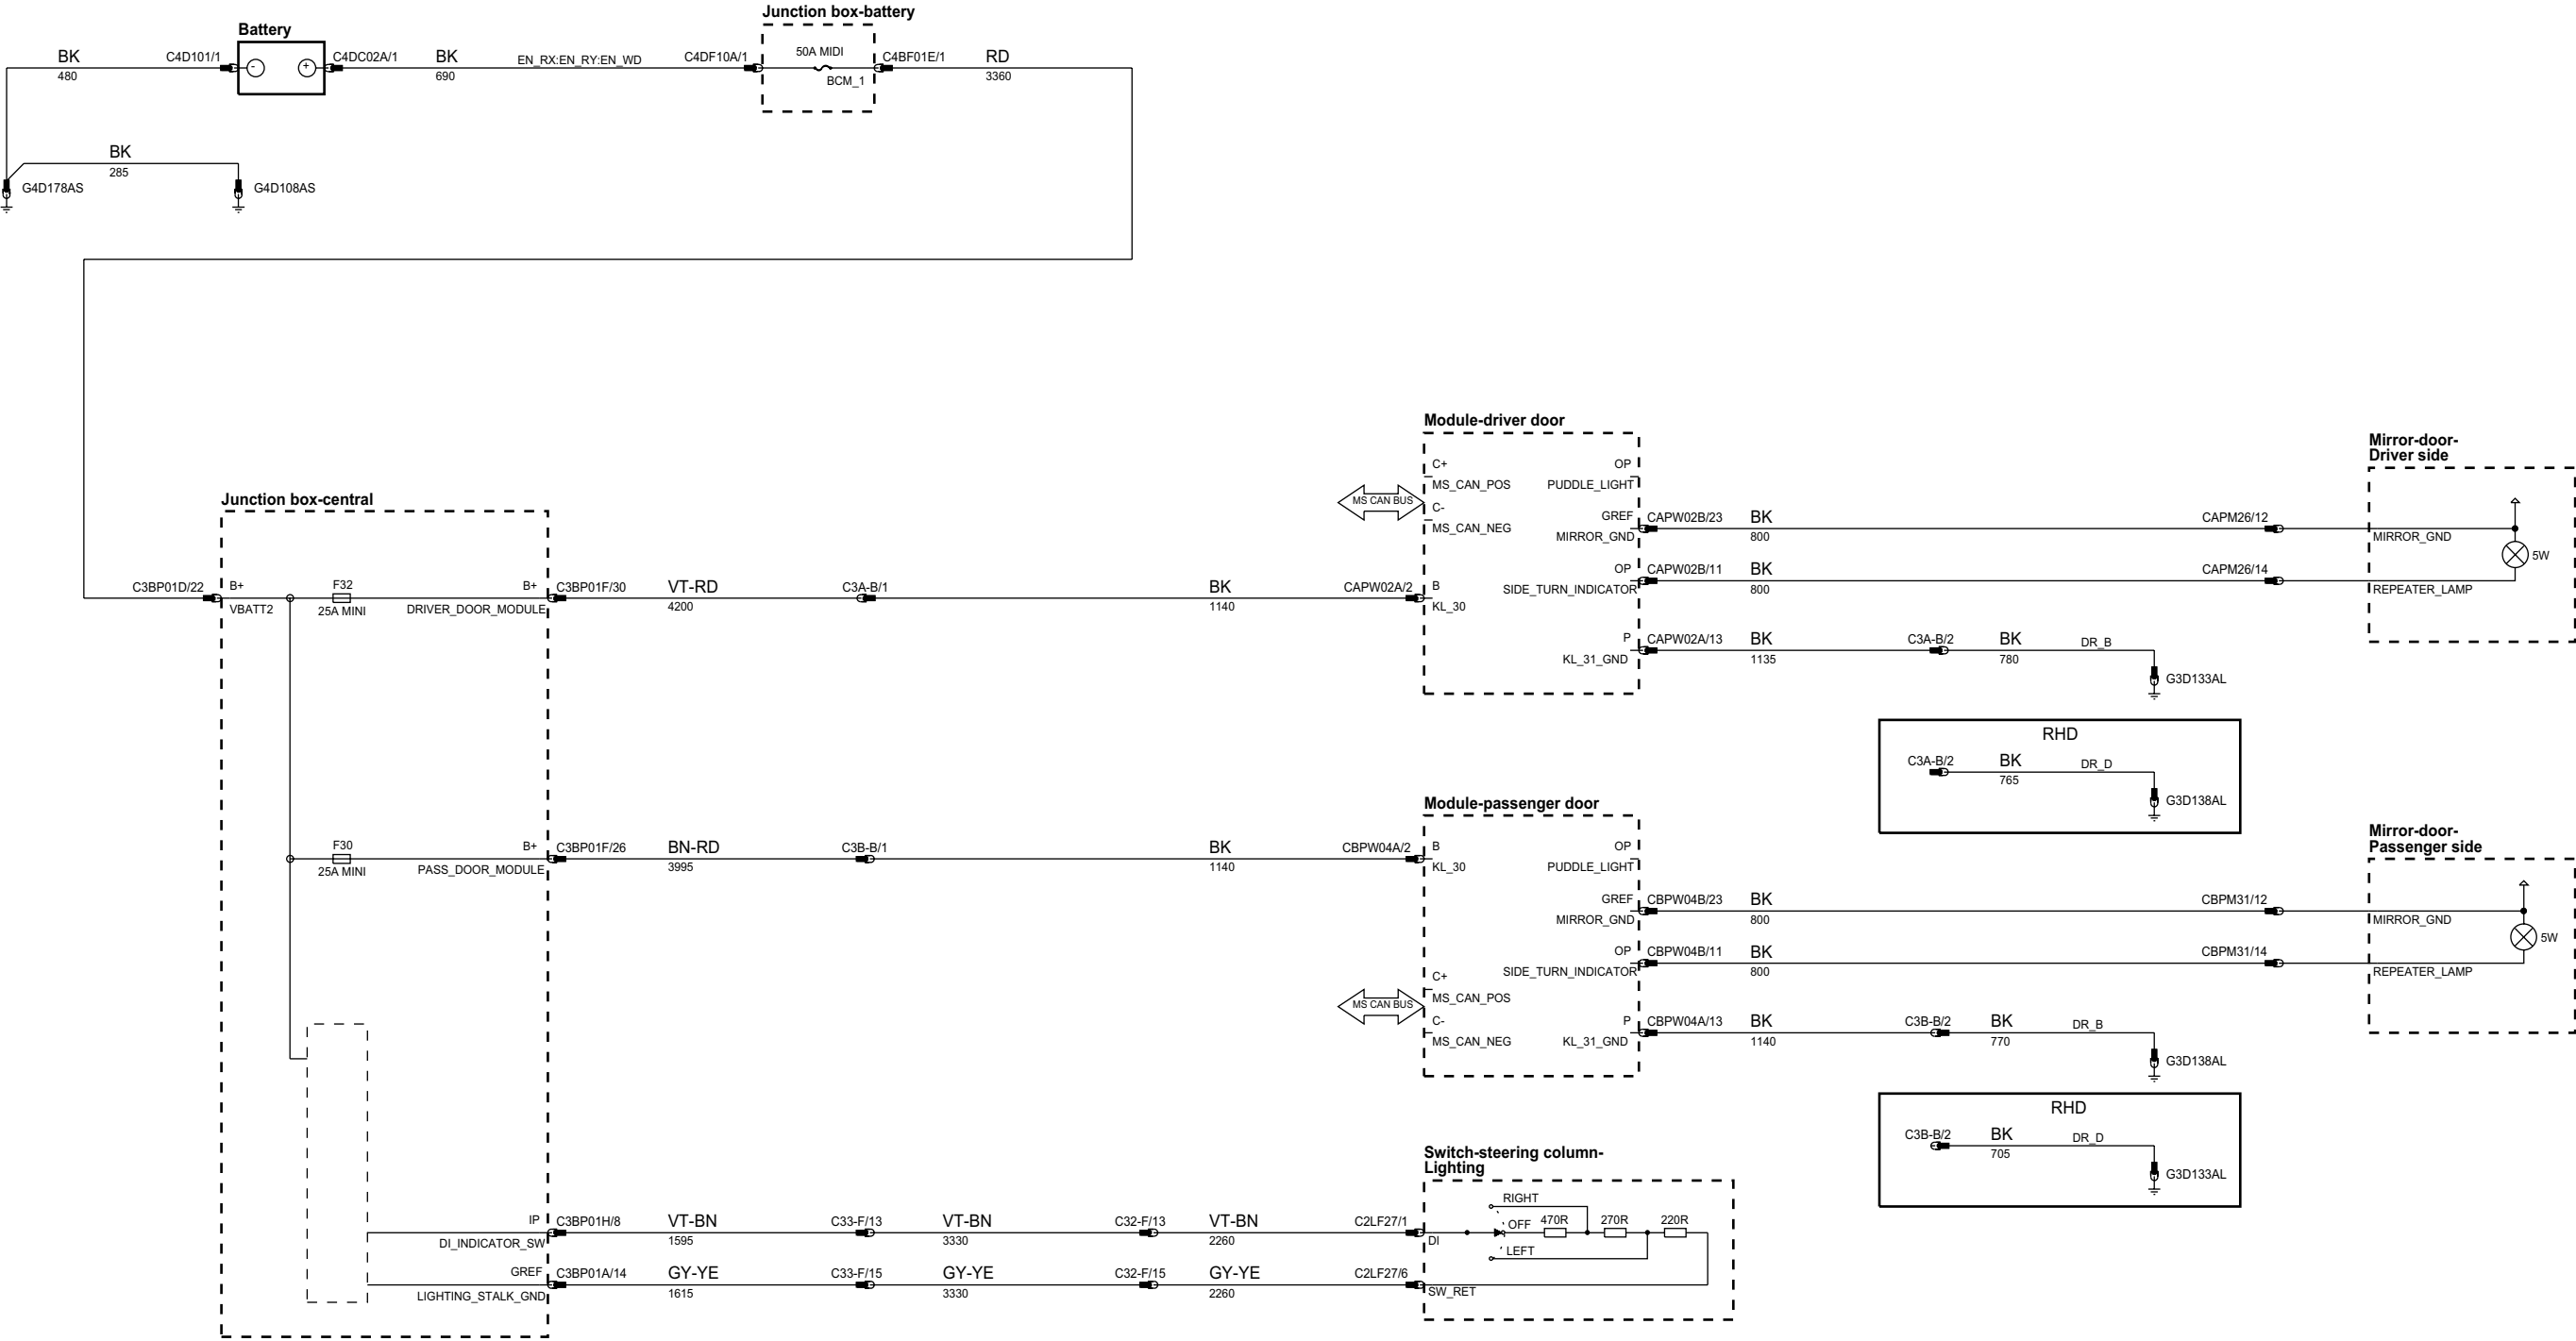 Junction box-battery
Battery
BK
480
C4D101/1
-
+
C4DC02A/1
BK
690
EN_RX:EN_RY:EN_WD
C4DF10A/1
50A MIDI
BCM_1
C4BF01E/1
RD
3360
BK
285
G4D178AS
G4D108AS
Module-driver door
C+
MS_CAN_POS
C-
MS_CAN_NEG
MS CAN BUS
OP
PUDDLE_LIGHT
GREF
MIRROR_GND
CAPW02B/23
BK
800
CAPM26/12
OP
SIDE_TURN_INDICATOR
CAPW02B/11
BK
800
CAPM26/14
Mirror-door-
Driver side
MIRROR_GND
5W
REPEATER_LAMP
Junction box-central
C3BP01D/22
B+
VBATT2
F32
25A MINI
B+
DRIVER_DOOR_MODULE
C3BP01F/30
VT-RD
4200
C3A-B/1
BK
1140
CAPW02A/2
B
KL_30
P
KL_31_GND
CAPW02A/13
BK
1135
C3A-B/2
BK
780
DR_B
G3D133AL
RHD
C3A-B/2
BK
765
DR_D
G3D138AL
Module-passenger door
F30
25A MINI
B+
PASS_DOOR_MODULE
C3BP01F/26
BN-RD
3995
C3B-B/1
BK
1140
CBPW04A/2
B
KL_30
OP
PUDDLE_LIGHT
GREF
MIRROR_GND
CBPW04B/23
BK
800
CBPM31/12
OP
SIDE_TURN_INDICATOR
CBPW04B/11
BK
800
CBPM31/14
Mirror-door-
Passenger side
MIRROR_GND
5W
REPEATER_LAMP
MS CAN BUS
C+
MS_CAN_POS
C-
MS_CAN_NEG
P
KL_31_GND
CBPW04A/13
BK
1140
C3B-B/2
BK
770
DR_B
G3D138AL
RHD
C3B-B/2
BK
705
DR_D
G3D133AL
Switch-steering column-
Lighting
IP
DI_INDICATOR_SW
C3BP01H/8
VT-BN
1595
C33-F/13
VT-BN
3330
C32-F/13
VT-BN
2260
C2LF27/1
DI
RIGHT
OFF
LEFT
470R
270R
220R
GREF
LIGHTING_STALK_GND
C3BP01A/14
GY-YE
1615
C33-F/15
GY-YE
3330
C32-F/15
GY-YE
2260
C2LF27/6
SW_RET